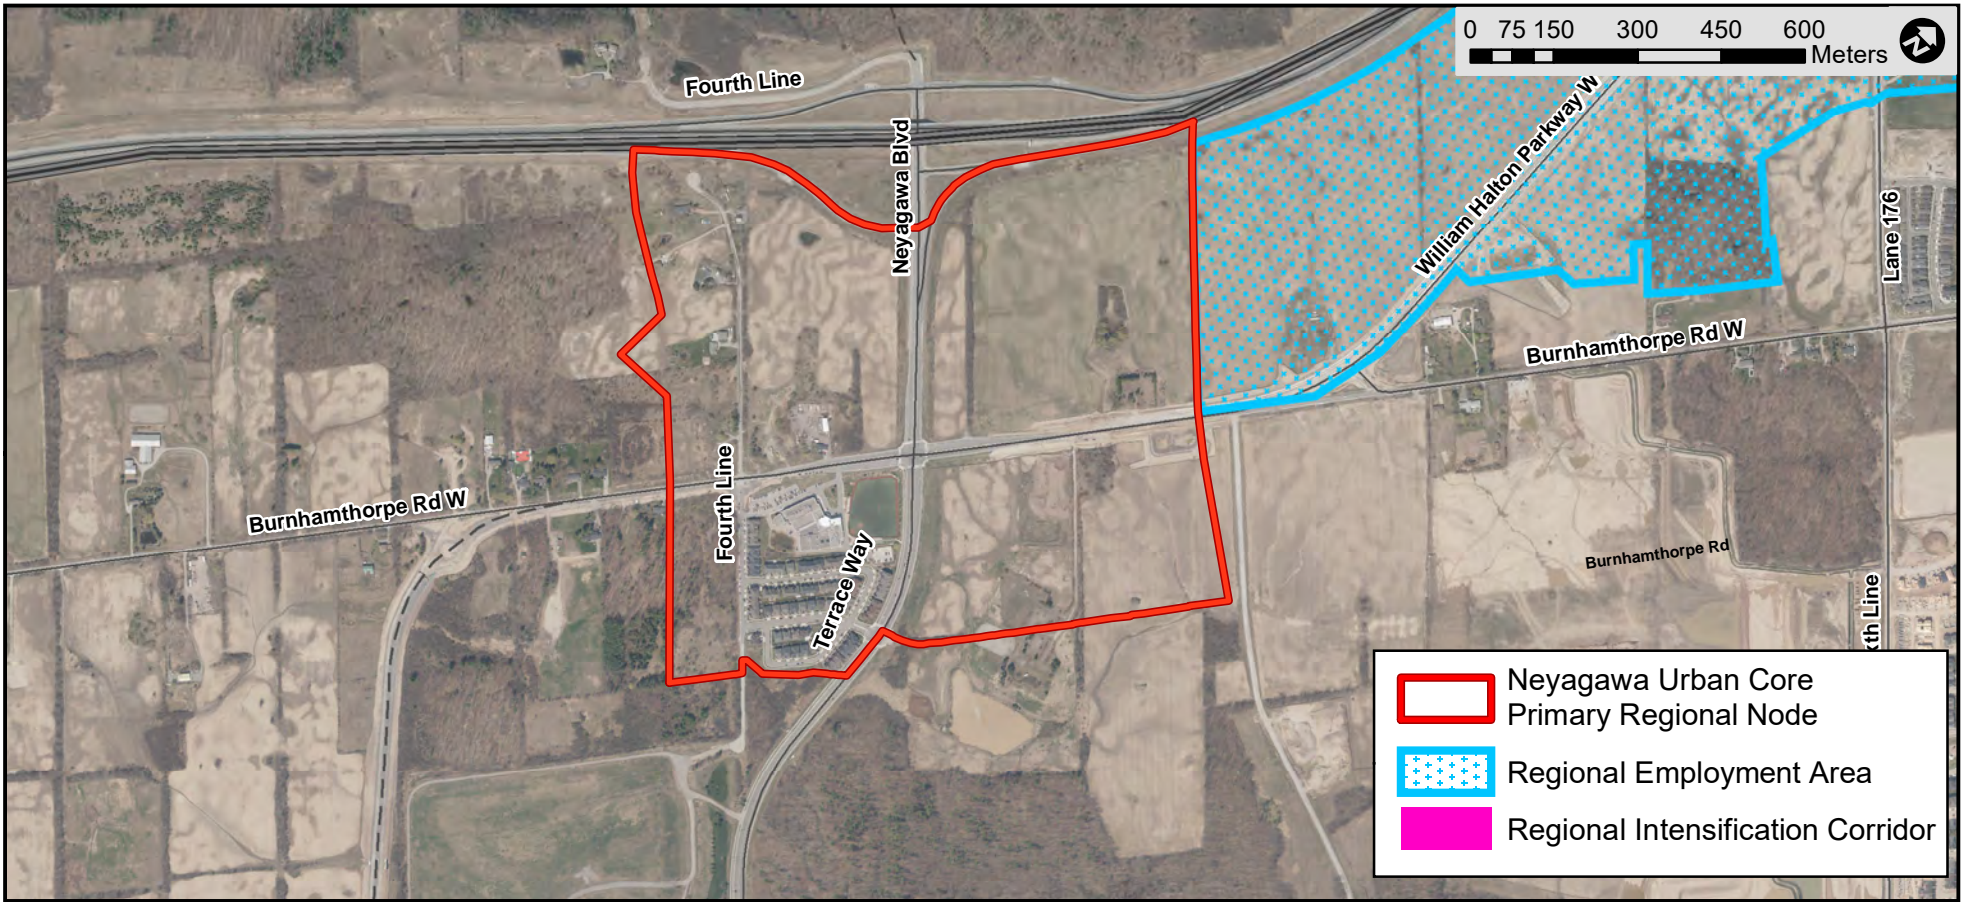 0 75 150 300 450 600
Meters
N
Fourth Line
Neyagawa Blvd
William Halton Parkway W
Lane 176
Burnhamthorpe Rd W
Fourth Line
Burnhamthorpe Rd W
Terrace Way
Burnhamthorpe Rd
xth Line
Neyagawa Urban Core
Primary Regional Node
Regional Employment Area
Regional Intensification Corridor